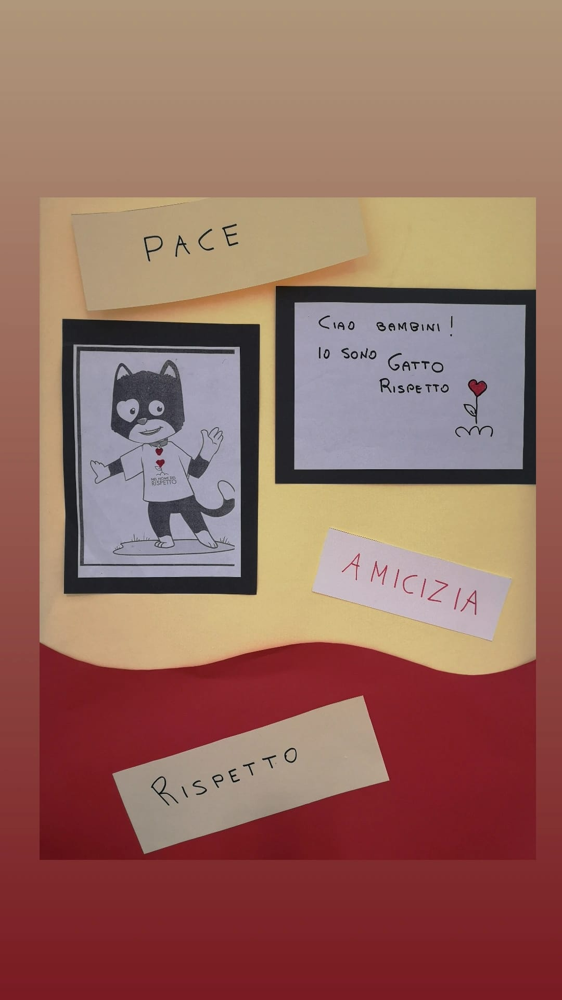 PACE
CIAO BAMBINI!
IO SONO GATTO
RISPETTO
NEL NOME DEL
RISPETTO
AMICIZIA
RISPETTO